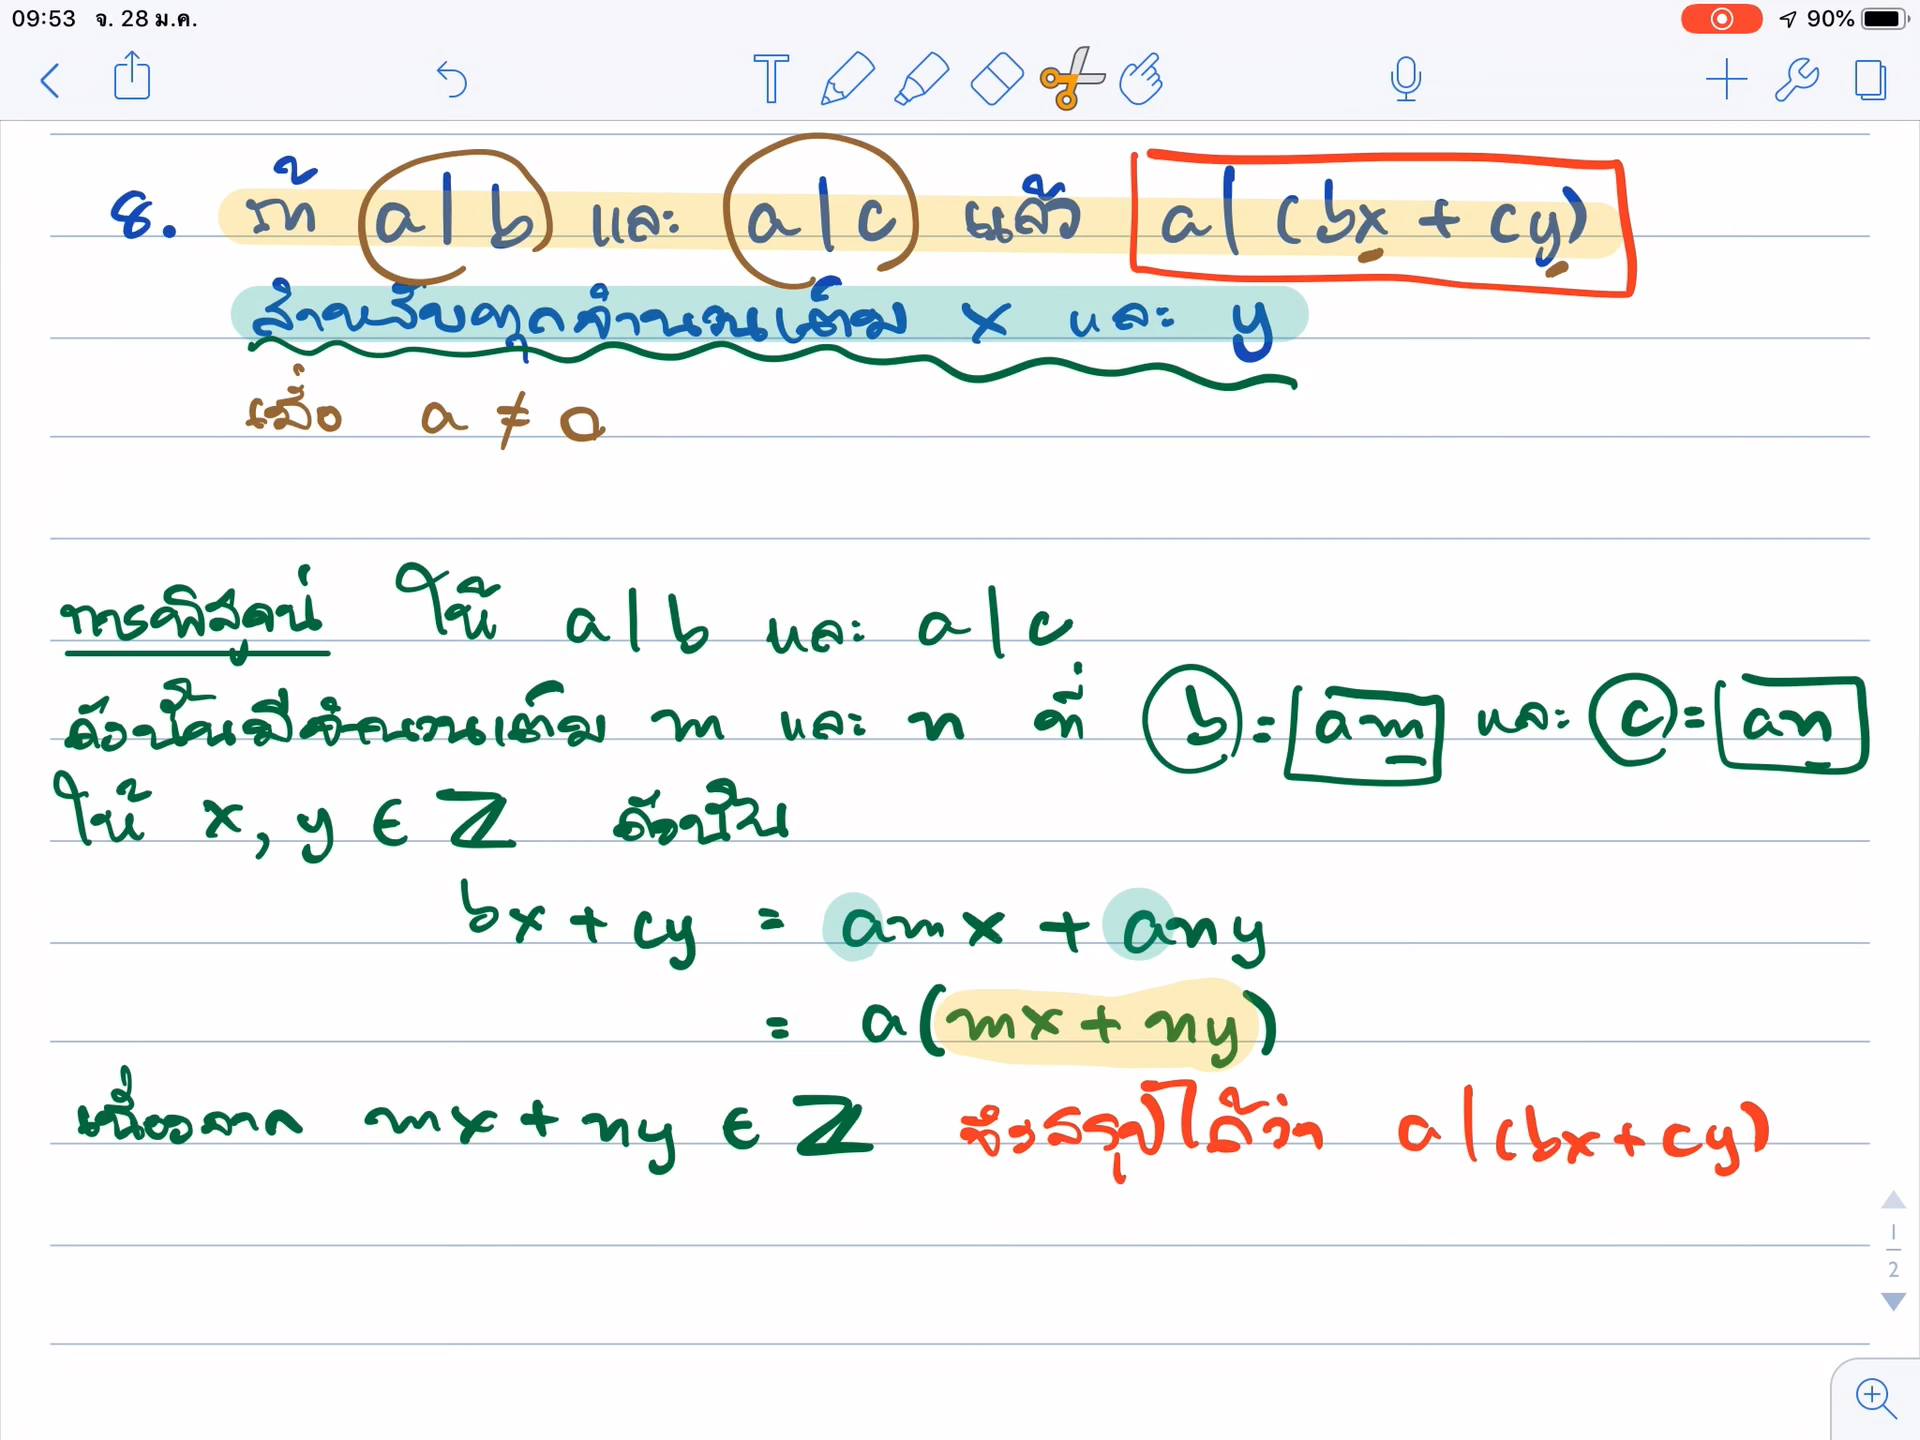 09:53 จ. 28 ม.ค. 90%
T
8. ถ้า a | b และ a | c แล้ว a | (bx + cy)
สำหรับทุกจำนวนเต็ม x และ y
เมื่อ a ≠ 0
การพิสูจน์ ให้ a | b และ a | c
ดังนั้นมีจำนวนเต็ม m และ n ที่ b = am และ c = an
ให้ x, y ∈ ℤ ดังนั้น
bx + cy = amx + any
= a(mx + ny)
เนื่องจาก mx + ny ∈ ℤ จึงสรุปได้ว่า a | (bx + cy)
1
2